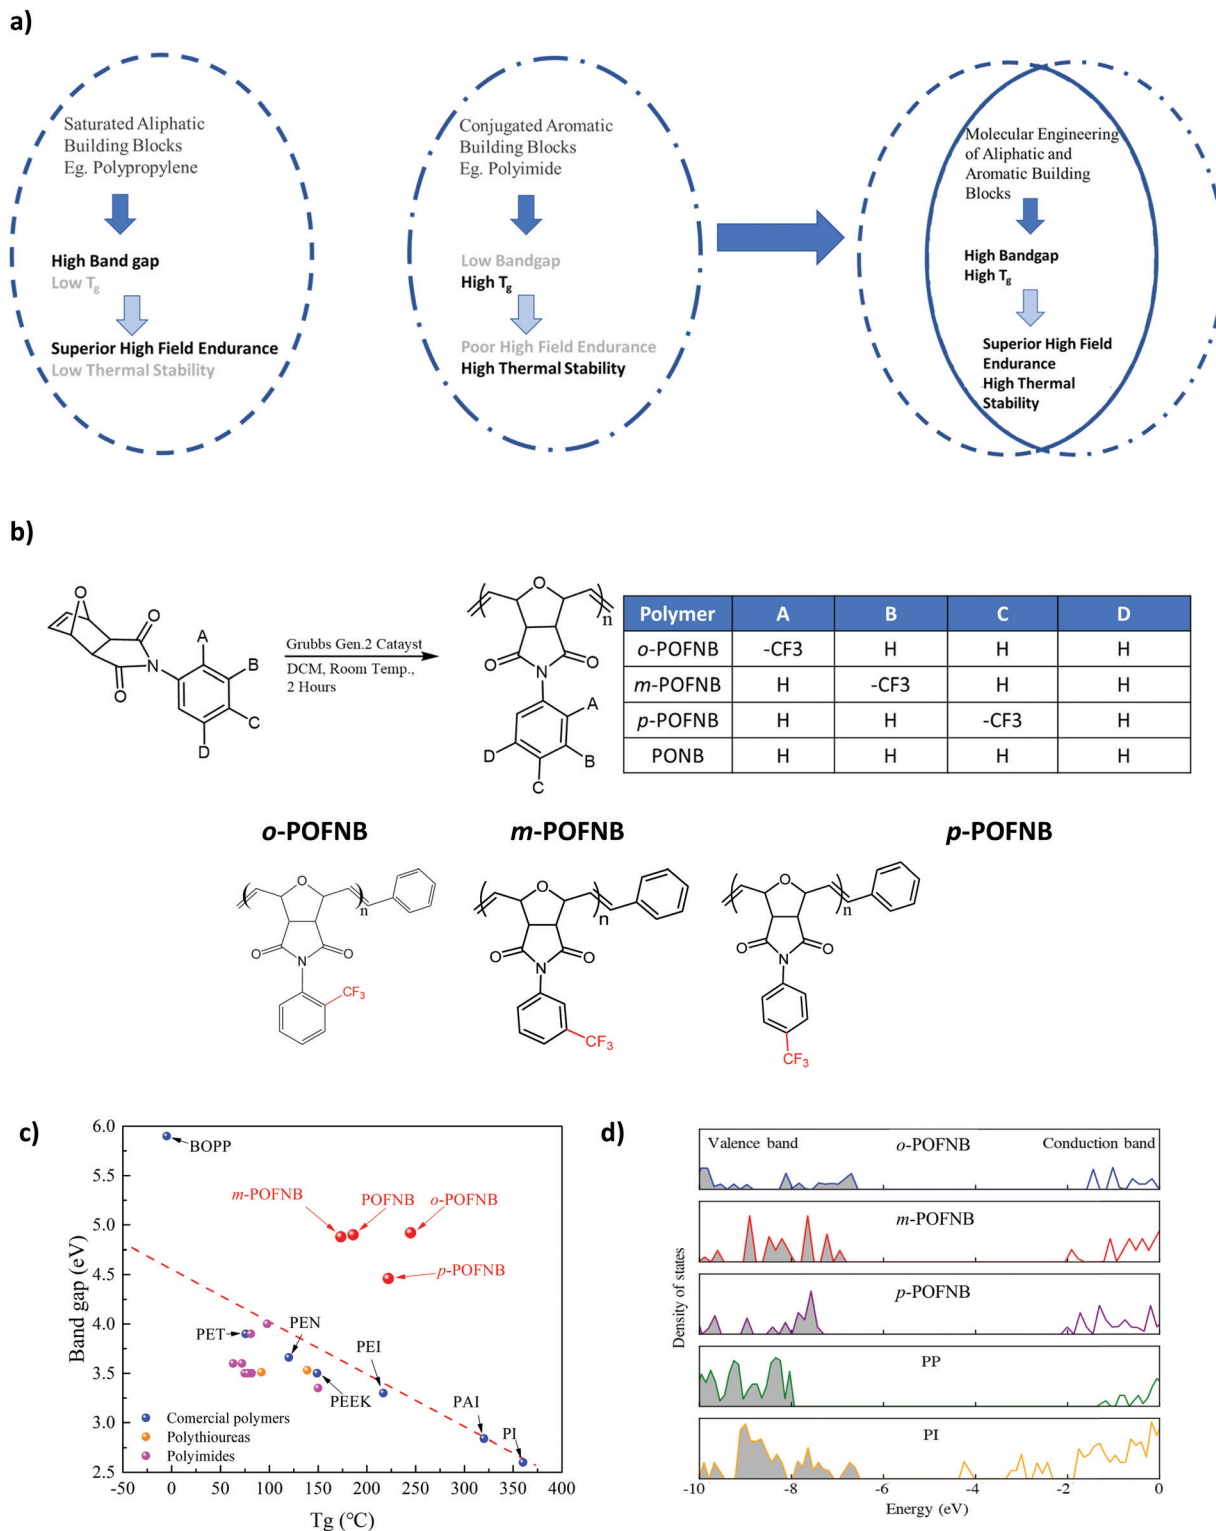 a)
Saturated Aliphatic
Building Blocks
Eg. Polypropylene
High Band gap
Low Tg
Superior High Field Endurance
Low Thermal Stability
Conjugated Aromatic
Building Blocks
Eg. Polyimide
Low Bandgap
High Tg
Poor High Field Endurance
High Thermal Stability
Molecular Engineering
of Aliphatic and
Aromatic Building
Blocks
High Bandgap
High Tg
Superior High Field
Endurance
High Thermal
Stability
b)
O
O
N
O
A
B
C
D
Grubbs Gen.2 Catayst
DCM, Room Temp.,
2 Hours
O
n
O
N
O
A
B
C
D
Polymer A B C D
o-POFNB -CF3 H H H
m-POFNB H -CF3 H H
p-POFNB H H -CF3 H
PONB H H H H
o-POFNB
m-POFNB
p-POFNB
O
n
O
N
O
CF3
O
n
O
N
O
CF3
O
n
O
N
O
CF3
c)
6.0
5.5
5.0
4.5
4.0
3.5
3.0
2.5
Band gap (eV)
BOPP
m-POFNB
POFNB
o-POFNB
p-POFNB
PET
PEN
PEI
PEEK
PAI
PI
Comercial polymers
Polythioureas
Polyimides
-50 0 50 100 150 200 250 300 350 400
Tg (°C)
d)
Valence band
o-POFNB
Conduction band
m-POFNB
p-POFNB
PP
PI
Density of states
-10 -8 -6 -4 -2 0
Energy (eV)